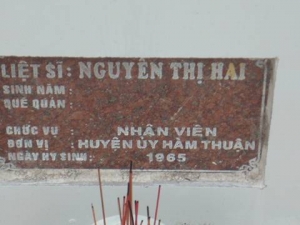 LIỆT SĨ : NGUYỄN THỊ HAI
SINH NĂM :
QUÊ QUÁN :
CHỨC VỤ : NHÂN VIÊN
ĐƠN VỊ : HUYỆN ỦY HÀM THUẬN
NGÀY HY SINH : 1965